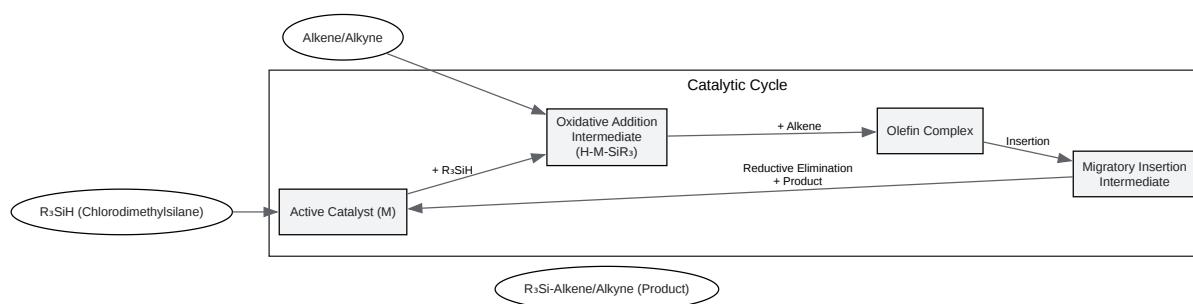 Alkene/Alkyne
Catalytic Cycle
Oxidative Addition
Intermediate
(H-M-SiR₃)
+ Alkene
Olefin Complex
Insertion
Migratory Insertion
Intermediate
+ R₃SiH
Reductive Elimination
+ Product
R₃SiH (Chlorodimethylsilane)
Active Catalyst (M)
R₃Si-Alkene/Alkyne (Product)